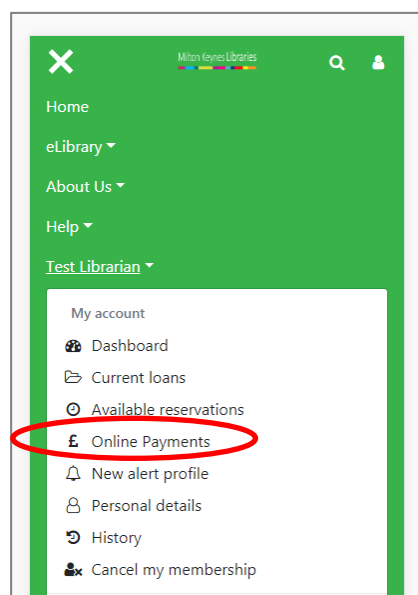 Milton Keynes Libraries
Home
eLibrary
About Us
Help
Test Librarian
My account
Dashboard
Current loans
Available reservations
£ Online Payments
New alert profile
Personal details
History
Cancel my membership